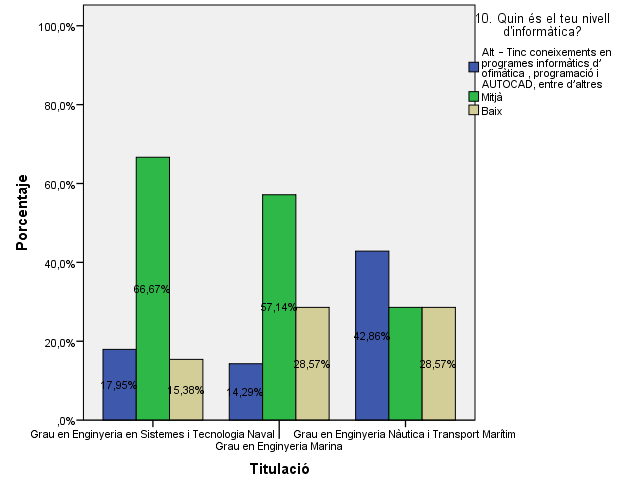 10. Quin és el teu nivell
d'informàtica?
Alt - Tinc coneixements en
programes informàtics d'
ofimàtica , programació i
AUTOCAD, entre d'altres
Mitjà
Baix
Porcentaje
100,0%
80,0%
60,0%
40,0%
20,0%
,0%
17,95%
66,67%
15,38%
14,29%
57,14%
28,57%
42,86%
28,57%
Grau en Enginyeria en Sistemes i Tecnologia Naval
Grau en Enginyeria Marina
Grau en Enginyeria Nàutica i Transport Marítim
Titulació